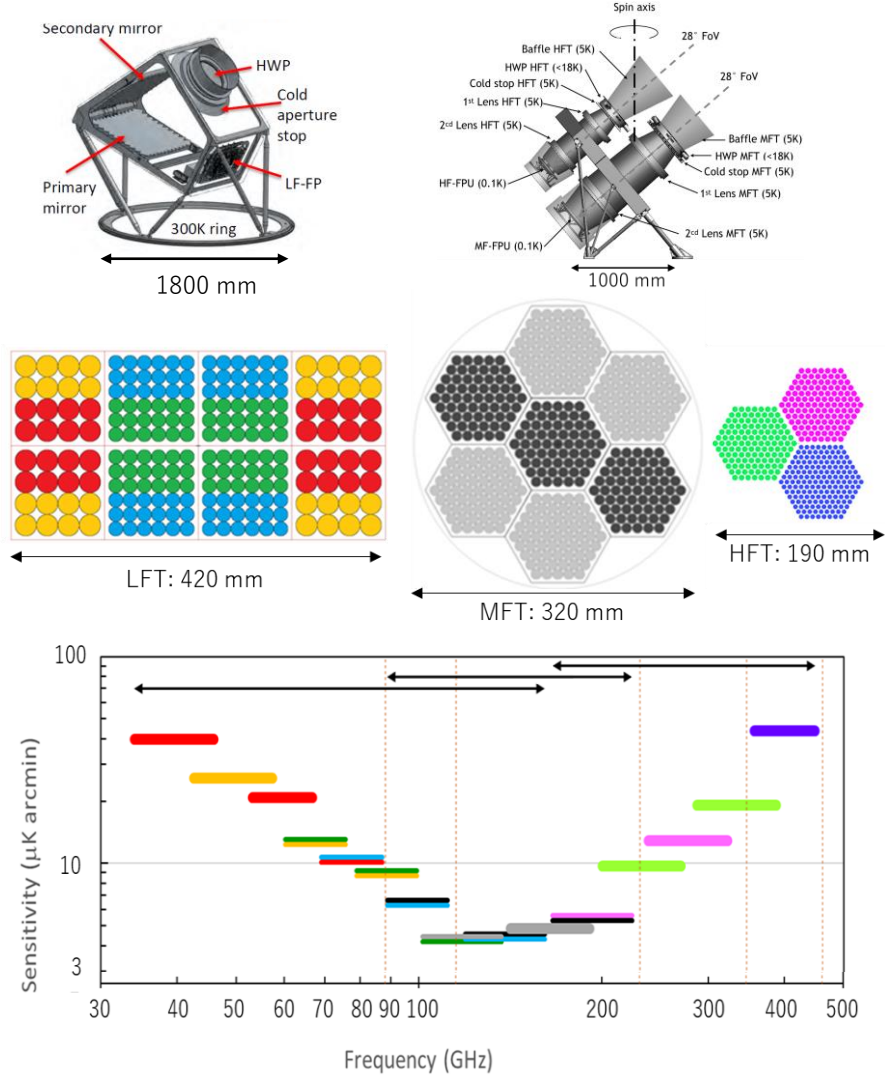 Secondary mirror
HWP
Cold
aperture
stop
LF-FP
Primary
mirror
300K ring
1800 mm
Spin axis
28° FoV
28° FoV
Baffle HFT (5K)
HWP HFT (<18K)
Cold stop HFT (5K)
1st Lens HFT (5K)
2cd Lens HFT (5K)
HF-FPU (0.1K)
MF-FPU (0.1K)
Baffle MFT (5K)
HWP MFT (<18K)
Cold stop MFT (5K)
1st Lens MFT (5K)
2cd Lens MFT (5K)
1000 mm
LFT: 420 mm
MFT: 320 mm
HFT: 190 mm
Sensitivity (μK arcmin)
100
10
3
30 40 50 60 70 80 90 100 200 300 400 500
Frequency (GHz)